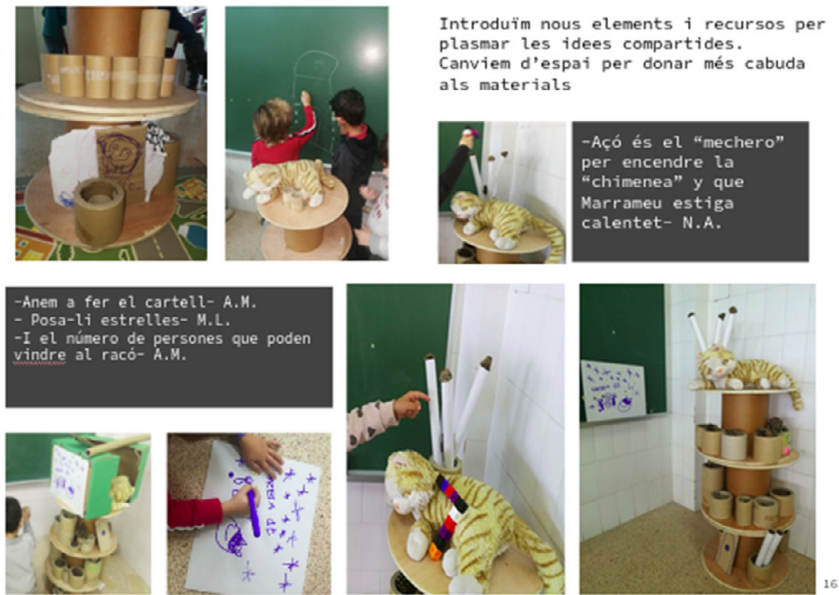 Introduïm nous elements i recursos per
plasmar les idees compartides.
Canviem d'espai per donar més cabuda
als materials
-Açó és el “mechero”
per encendre la
“chimenea” y que
Marrameu estiga
calentet- N.A.
-Anem a fer el cartell- A.M.
- Posa-li estrelles- M.L.
-I el número de persones que poden
vindre al racó- A.M.
16